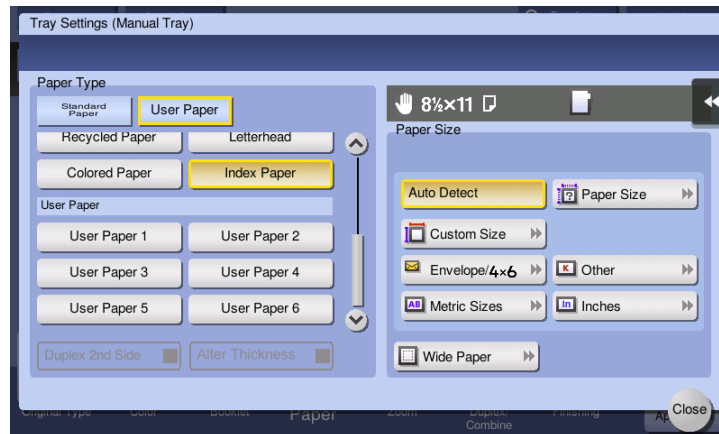 Tray Settings (Manual Tray)
Paper Type
Standard
Paper
User Paper
Recycled Paper
Letterhead
Colored Paper
Index Paper
User Paper
User Paper 1
User Paper 2
User Paper 3
User Paper 4
User Paper 5
User Paper 6
Duplex 2nd Side
Alter Thickness
8½×11
Paper Size
Auto Detect
? Paper Size
Custom Size
Envelope/4×6
K Other
AB Metric Sizes
In Inches
Wide Paper
Close
Original Type
Color
Booklet
Paper
Zoom
Duplex/
Combine
Finishing